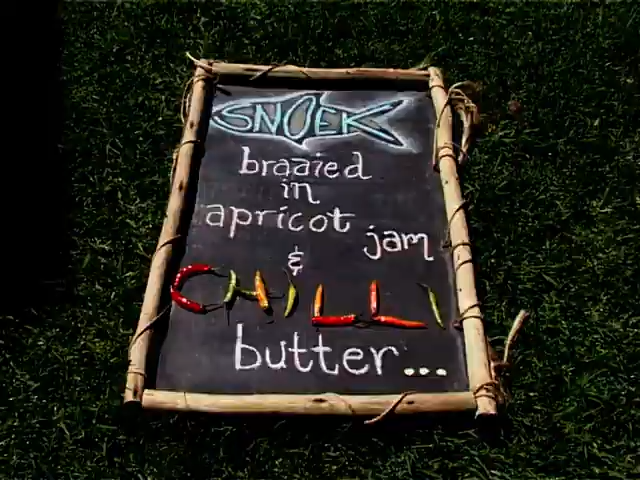 SNOEK
braaied
in
apricot jam
&
CHILLI
butter...